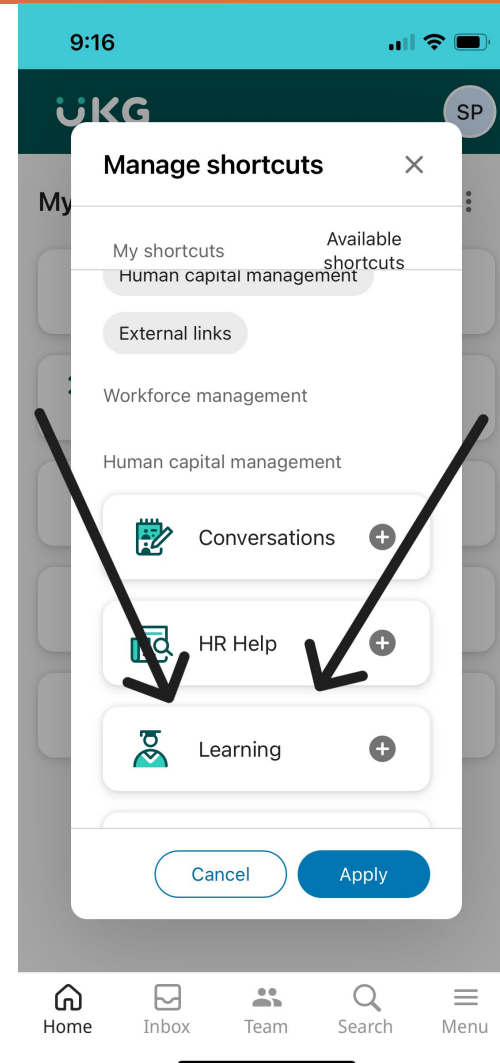 9:16
UKG
SP
Manage shortcuts
My
My shortcuts
Available
shortcuts
Human capital management
External links
Workforce management
Human capital management
Conversations
HR Help
Learning
Cancel
Apply
Home
Inbox
Team
Search
Menu